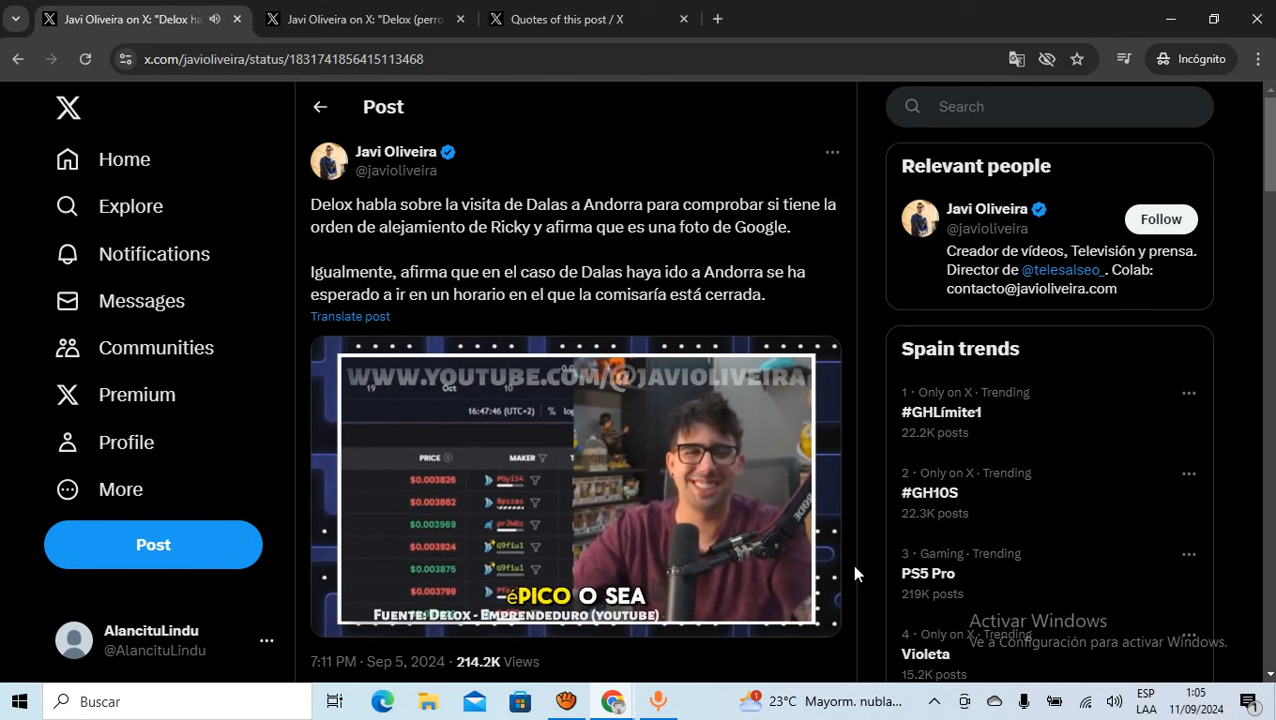 Javi Oliveira on X: "Delox ha
Javi Oliveira on X: "Delox (perro
Quotes of this post / X
x.com/javioliveira/status/1831741856415113468
Incógnito
Home
Explore
Notifications
Messages
Communities
Premium
Profile
More
Post
AlancituLindu
@AlancituLindu
Post
Javi Oliveira
@javioliveira
Delox habla sobre la visita de Dalas a Andorra para comprobar si tiene la
orden de alejamiento de Ricky y afirma que es una foto de Google.
Igualmente, afirma que en el caso de Dalas haya ido a Andorra se ha
esperado a ir en un horario en el que la comisaría está cerrada.
Translate post
WWW.YOUTUBE.COM/@JAVIOLIVEIRA
19 Oct 10
16:47:46 (UTC+2) % log
PRICE MAKER
$0.003826 PGyi54
$0.003862 8pszms
$0.003969 pr3WBz
$0.003924 G9fiu1
$0.003875 G9fiu1
$0.003799
éPICO O SEA
FUENTE: DELOX - EMPRENDEDURO (YOUTUBE)
7:11 PM · Sep 5, 2024 · 214.2K Views
Search
Relevant people
Javi Oliveira
@javioliveira
Follow
Creador de vídeos, Televisión y prensa.
Director de @telesalseo_. Colab:
contacto@javioliveira.com
Spain trends
1 · Only on X · Trending
#GHLímite1
22.2K posts
2 · Only on X · Trending
#GH10S
22.3K posts
3 · Gaming · Trending
PS5 Pro
219K posts
4 · Only on X · Trending
Violeta
15.2K posts
Activar Windows
Ve a Configuración para activar Windows.
Buscar
23°C Mayorm. nubla...
ESP
LAA
1:05
11/09/2024